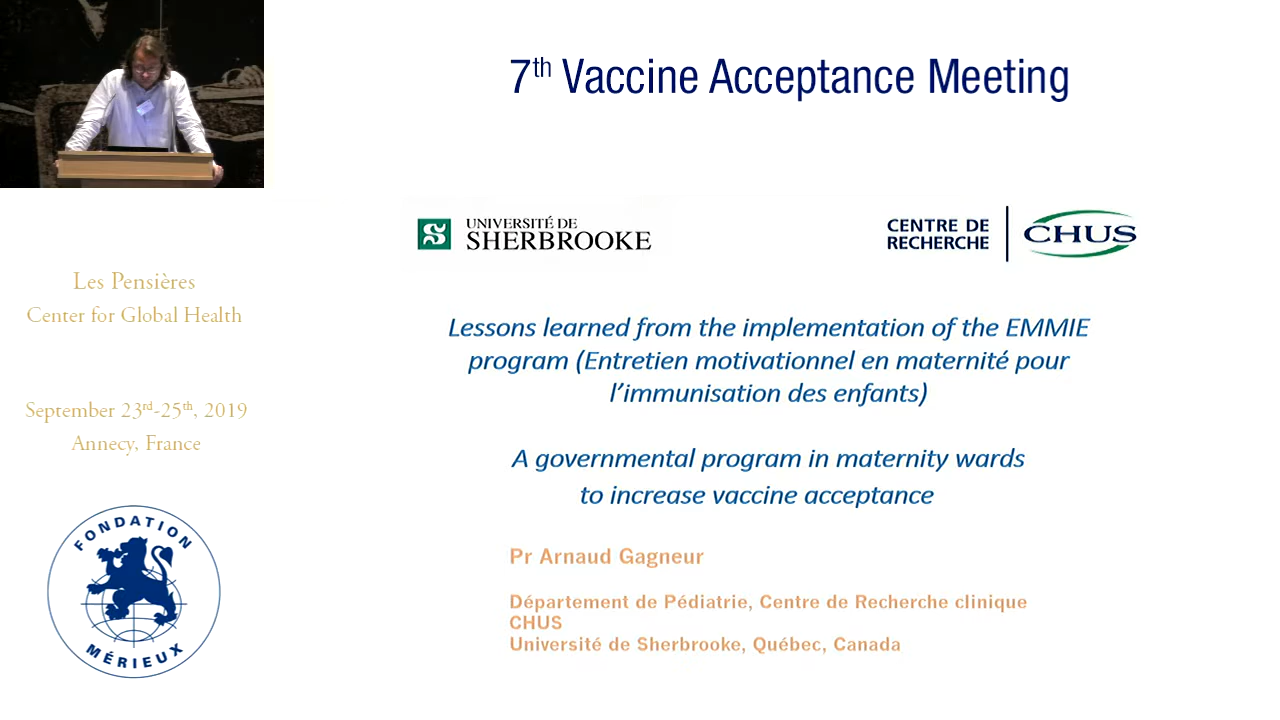 7th Vaccine Acceptance Meeting
UNIVERSITÉ DE
SHERBROOKE
CENTRE DE
RECHERCHE
CHUS
Les Pensières
Center for Global Health
September 23rd-25th, 2019
Annecy, France
FONDATION
MÉRIEUX
Lessons learned from the implementation of the EMMIE
program (Entretien motivationnel en maternité pour
l'immunisation des enfants)
A governmental program in maternity wards
to increase vaccine acceptance
Pr Arnaud Gagneur
Département de Pédiatrie, Centre de Recherche clinique
CHUS
Université de Sherbrooke, Québec, Canada